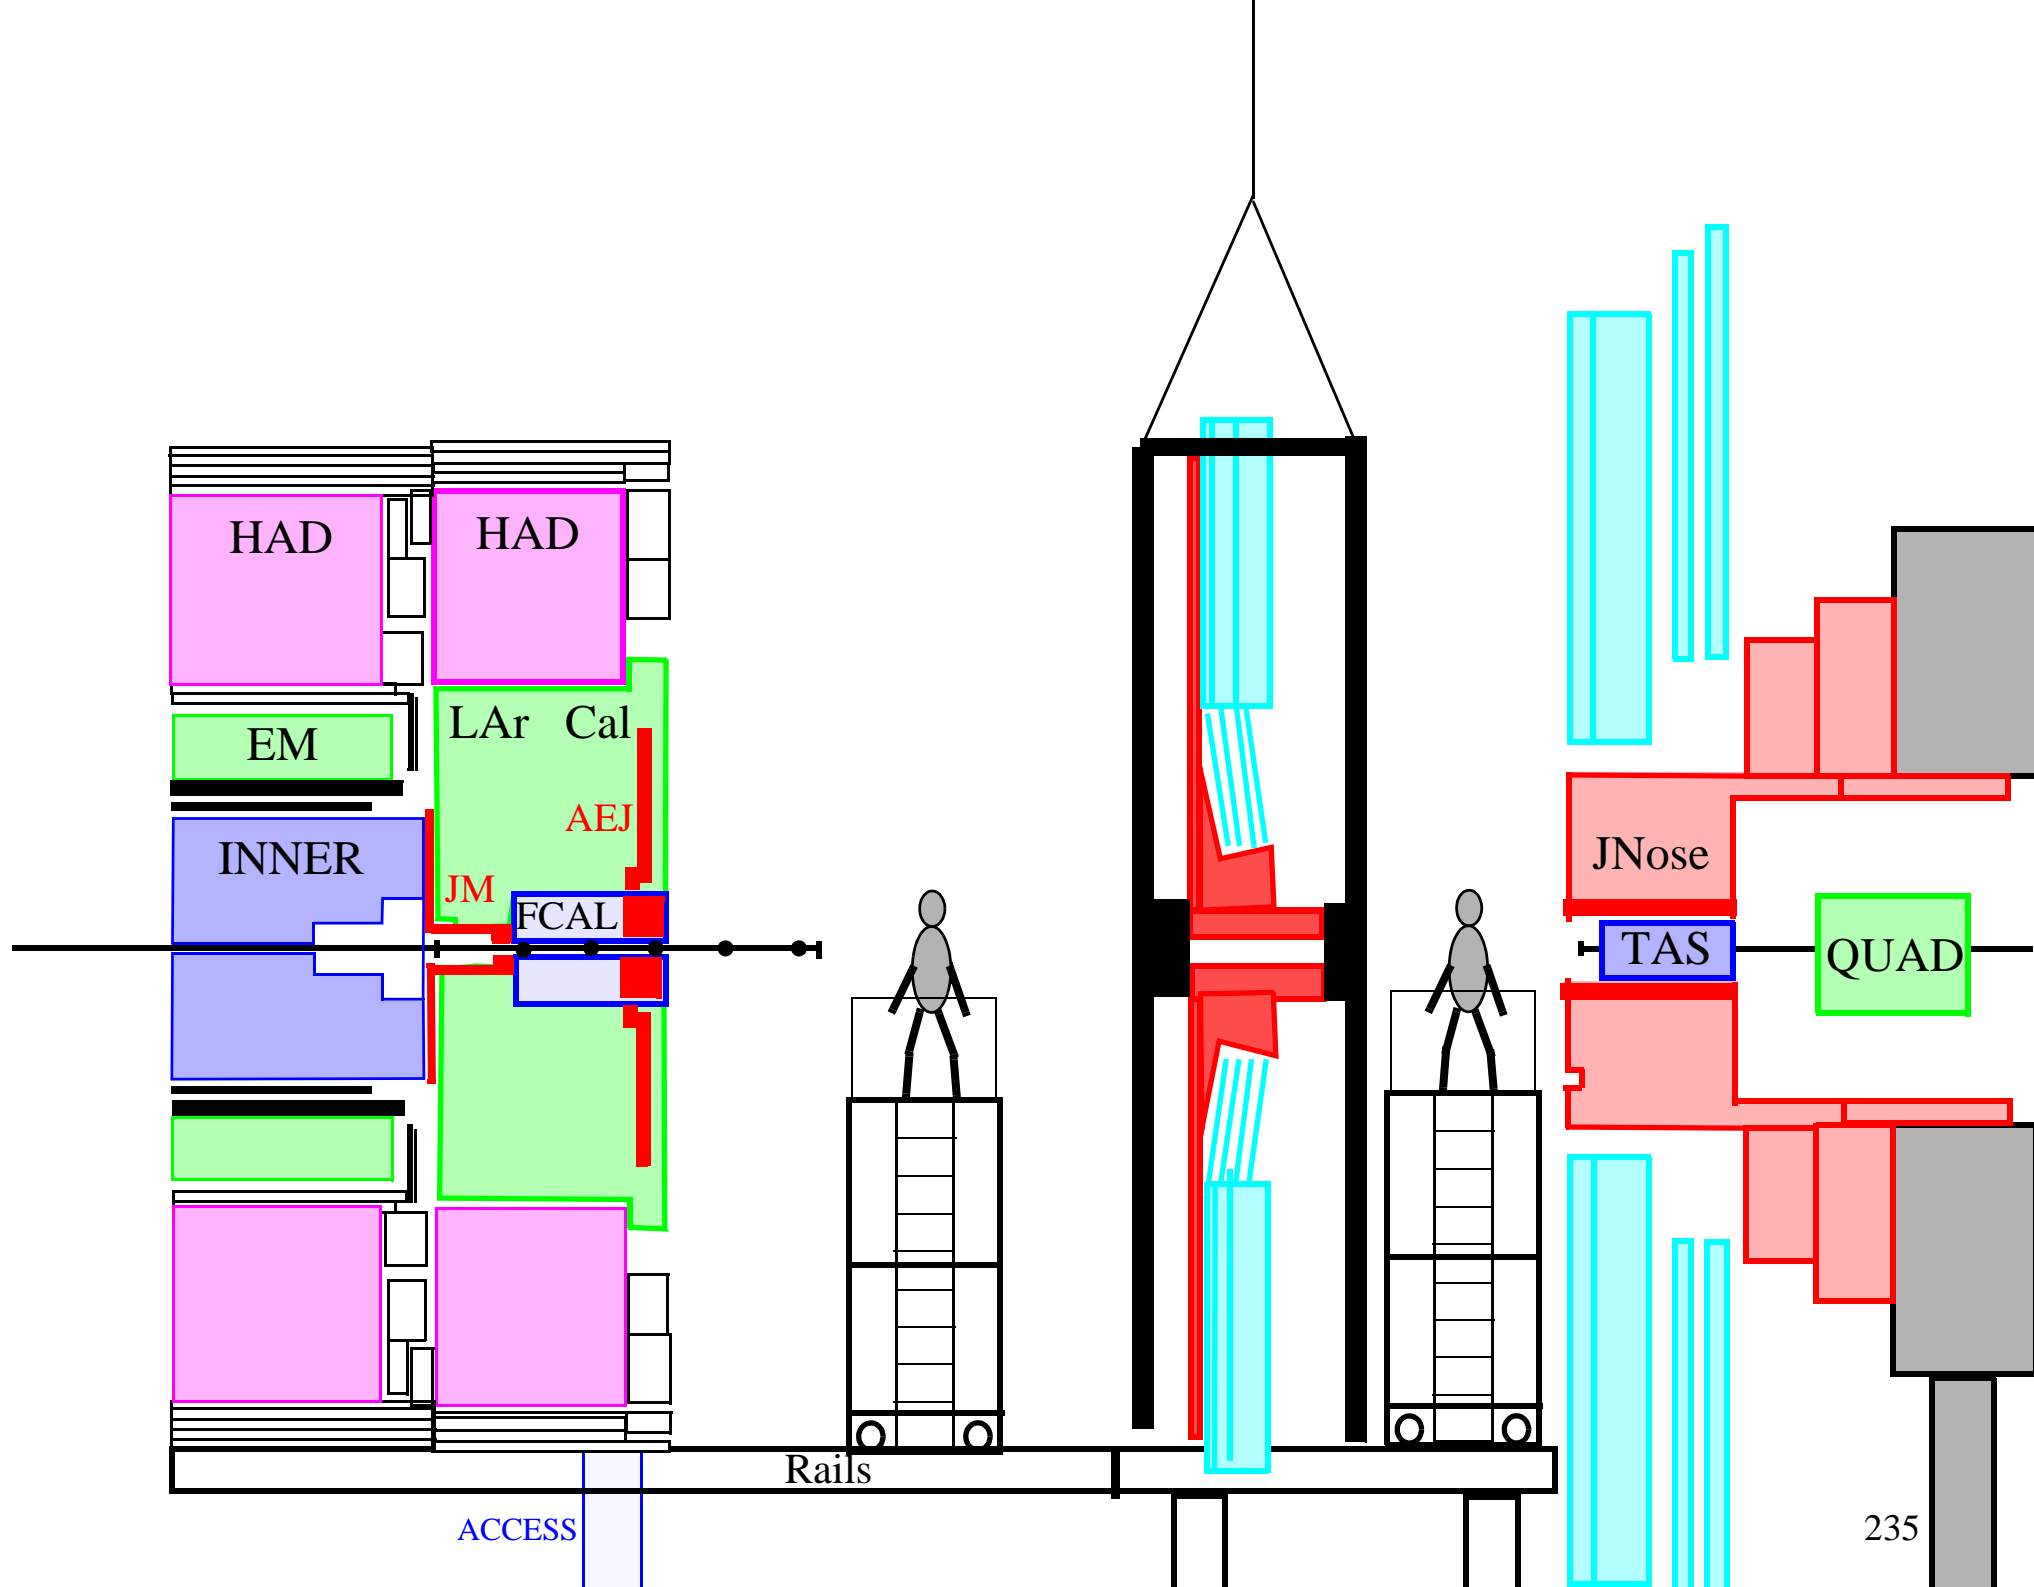 HAD
HAD
LAr Cal
EM
AEJ
INNER
JM
FCAL
JNose
TAS
QUAD
Rails
ACCESS
235